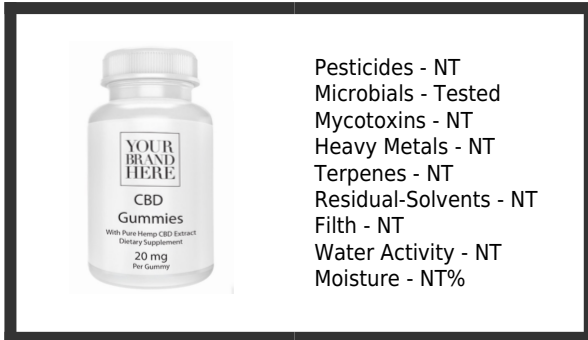 YOUR
BRAND
HERE
CBD
Gummies
With Pure Hemp CBD Extract
Dietary Supplement
20 mg
Per Gummy
Pesticides - NT
Microbials - Tested
Mycotoxins - NT
Heavy Metals - NT
Terpenes - NT
Residual-Solvents - NT
Filth - NT
Water Activity - NT
Moisture - NT%